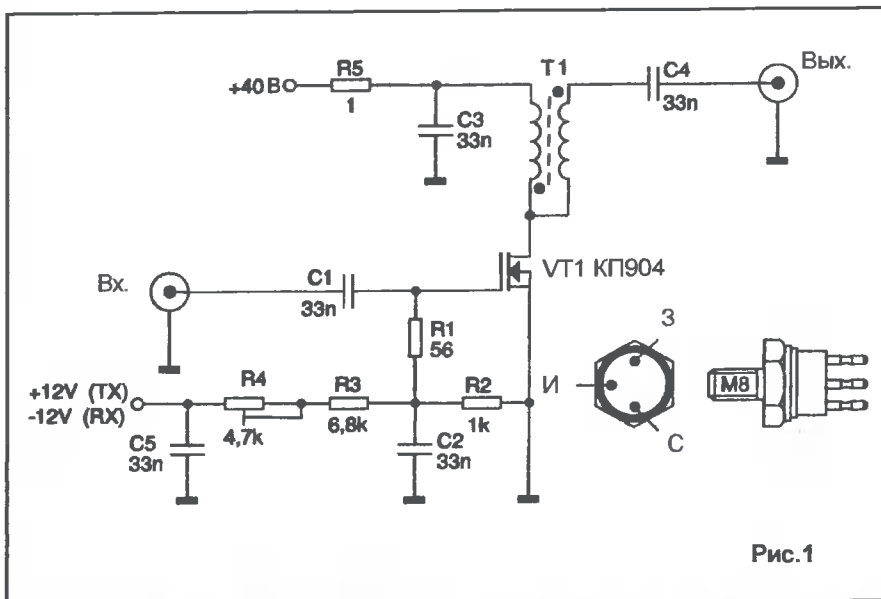 +40 В
R5
1
C3
33n
T1
C4
33n
Вых.
Вх.
C1
33n
VT1 КП904
R1
56
+12V (TX)
-12V (RX)
R4
4,7k
R3
6,8k
R2
1k
C5
33n
C2
33n
З
И
С
M8
Рис.1